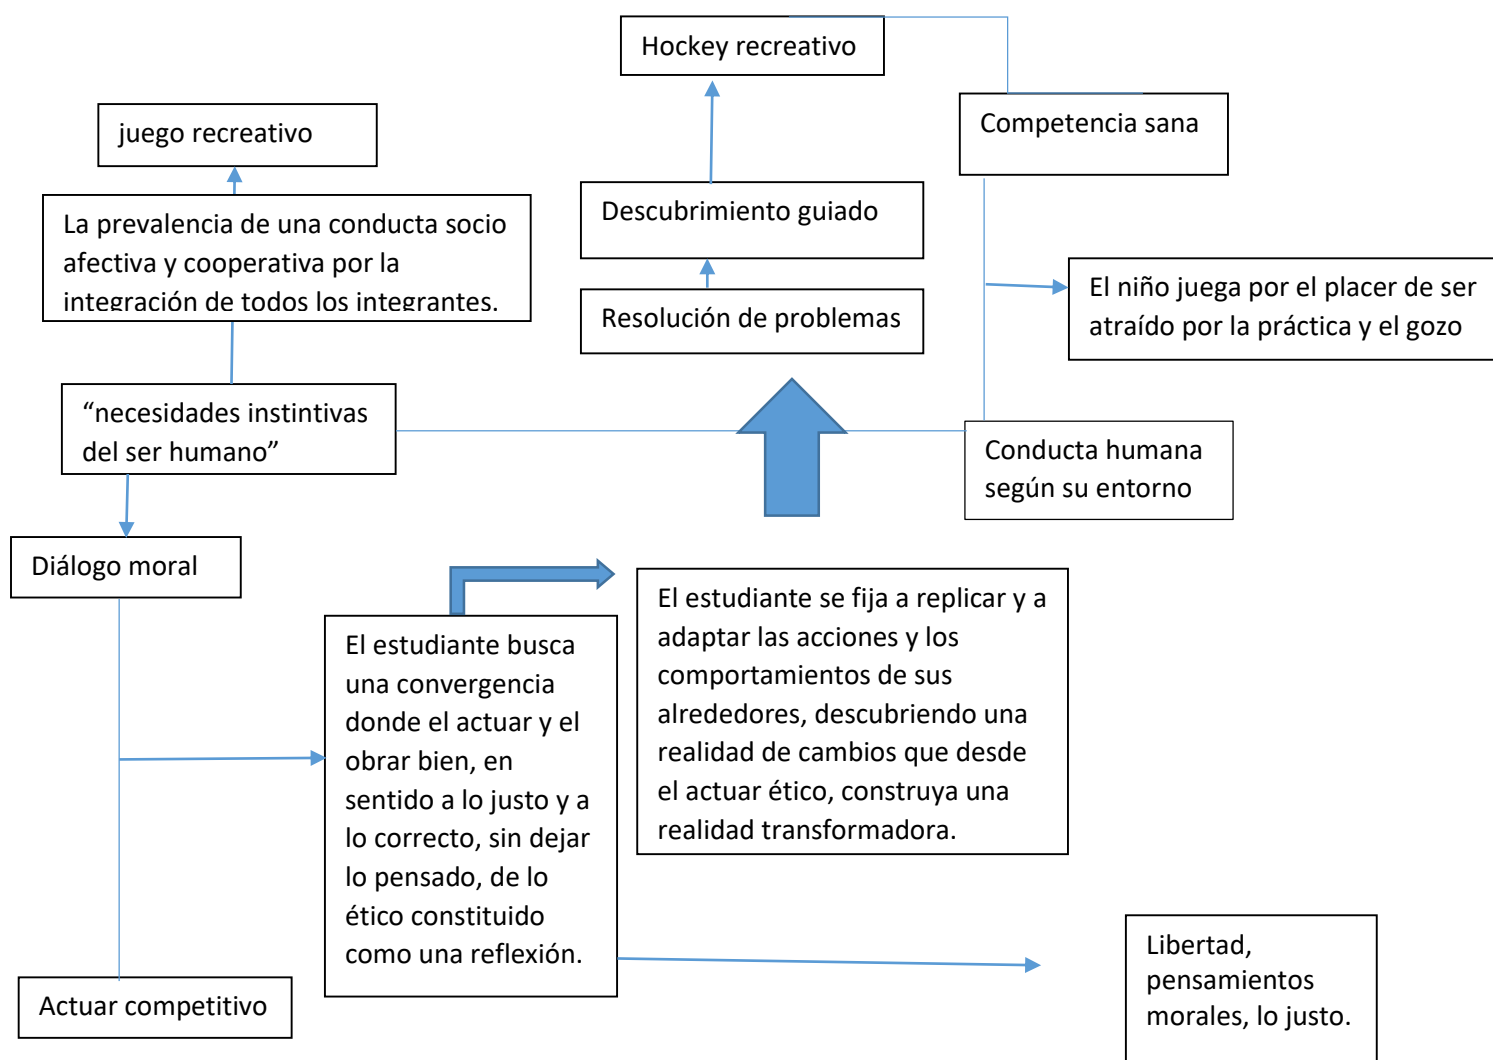 Hockey recreativo
Competencia sana
juego recreativo
La prevalencia de una conducta socio
afectiva y cooperativa por la
integración de todos los integrantes.
Descubrimiento guiado
El niño juega por el placer de ser
atraído por la práctica y el gozo
Resolución de problemas
“necesidades instintivas
del ser humano”
Conducta humana
según su entorno
Diálogo moral
El estudiante busca
una convergencia
donde el actuar y el
obrar bien, en
sentido a lo justo y a
lo correcto, sin dejar
lo pensado, de lo
ético constituido
como una reflexión.
El estudiante se fija a replicar y a
adaptar las acciones y los
comportamientos de sus
alrededores, descubriendo una
realidad de cambios que desde
el actuar ético, construya una
realidad transformadora.
Libertad,
pensamientos
morales, lo justo.
Actuar competitivo